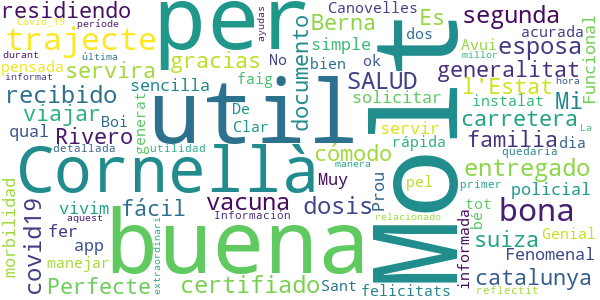 residiendo
Covid_19
periode
ayudas
per
Canovelles
Berna
Es
segunda
trajecte
gracias
simple
dos
acurada
esposa
durant
última
No
documento
bien
ok
Avui
millor
generalitat
Funcional
pensada
servira
SALUD
informat
sencilla
faig
hora
recibido
util
solicitar
l'Estat
Mi
viajar
De
instalat
carretera
qual
Rivero
Boi
generat
Clar
servir
La
detallada
utilidad
cómodo
rápida
familia
dia
quedaria
Cornellà
Muy
manera
Molt
entregado
morbilidad
covid19
vivim
fácil
vacuna
dosis
Prou
pel
primer
policial
Información
informada
tot
bé
bona
fer
app
buena
relacionado
suiza
Genial
aquest
manejar
extraordinari
Fenomenal
Perfecte
certificado
Sant
felicitats
catalunya
reflectit